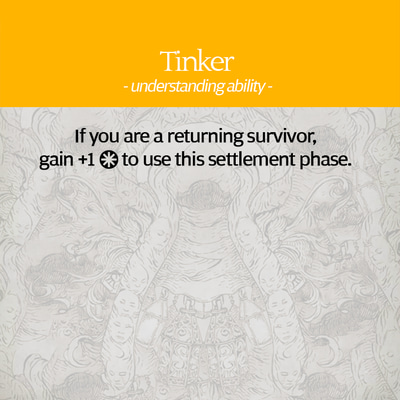 Tinker
- understanding ability -
If you are a returning survivor,
gain +1 to use this settlement phase.